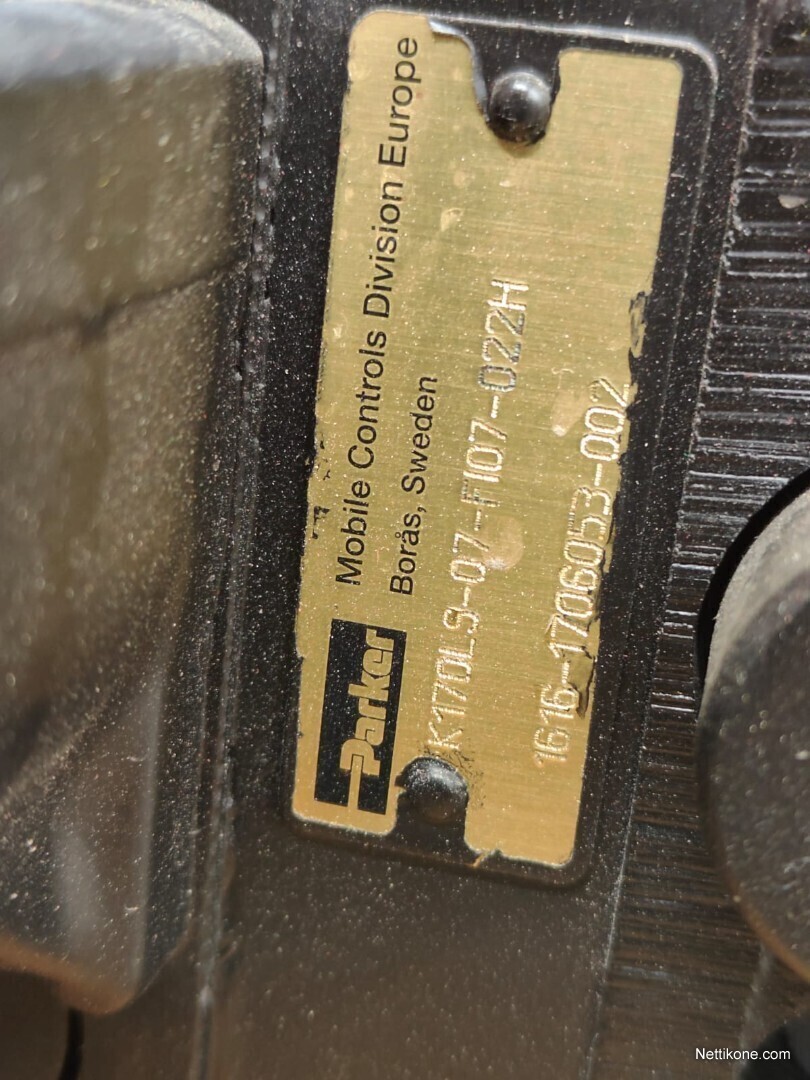 Parker
Mobile Controls Division Europe
Borås, Sweden
K170LS-07-F107-022H
1616-1706053-002
Nettikone.com